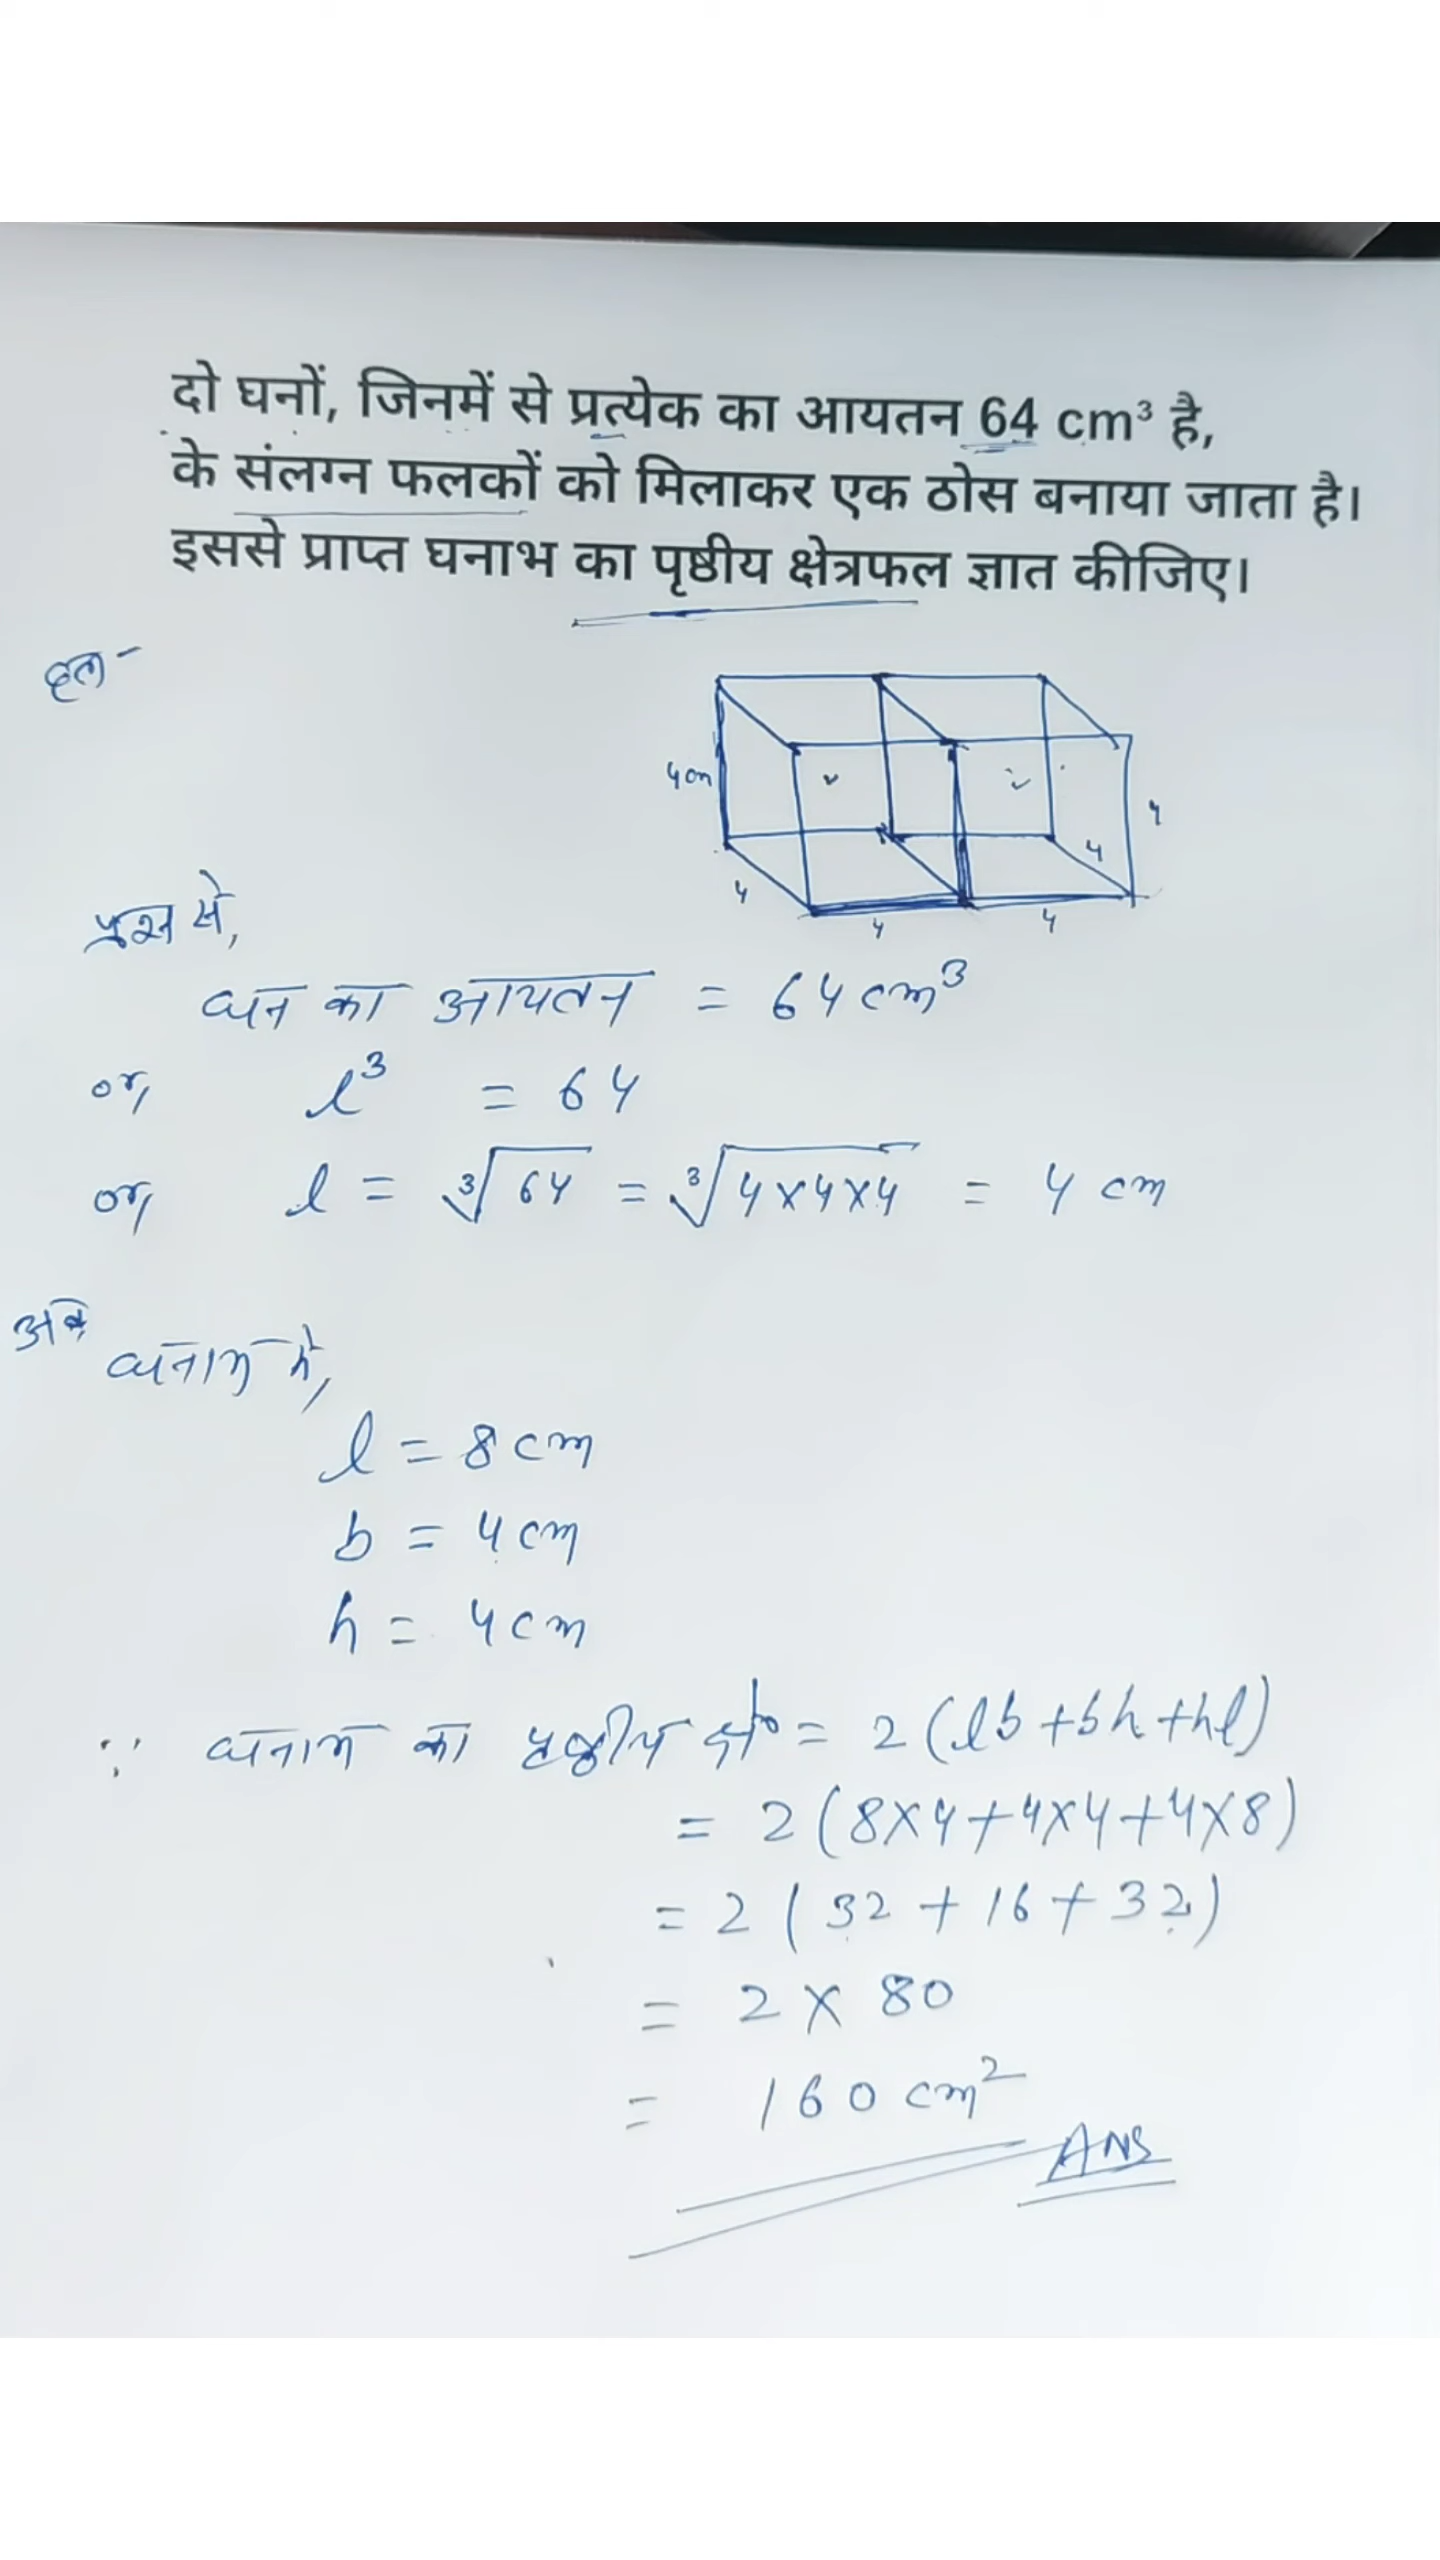 दो घनों, जिनमें से प्रत्येक का आयतन 64 cm³ है,
के संलग्न फलकों को मिलाकर एक ठोस बनाया जाता है।
इससे प्राप्त घनाभ का पृष्ठीय क्षेत्रफल ज्ञात कीजिए।
हल -
4cm
4
4
4
4
4
प्रश्न से,
घन का आयतन = 64 cm³
or, l³ = 64
or, l = ∛64 = ∛4×4×4 = 4 cm
अब,
घनाभ में,
l = 8 cm
b = 4 cm
h = 4 cm
∵ घनाभ का पृष्ठीय क्षे० = 2 (lb + bh + hl)
= 2 (8×4 + 4×4 + 4×8)
= 2 ( 32 + 16 + 32 )
= 2 × 80
= 160 cm²
ANS